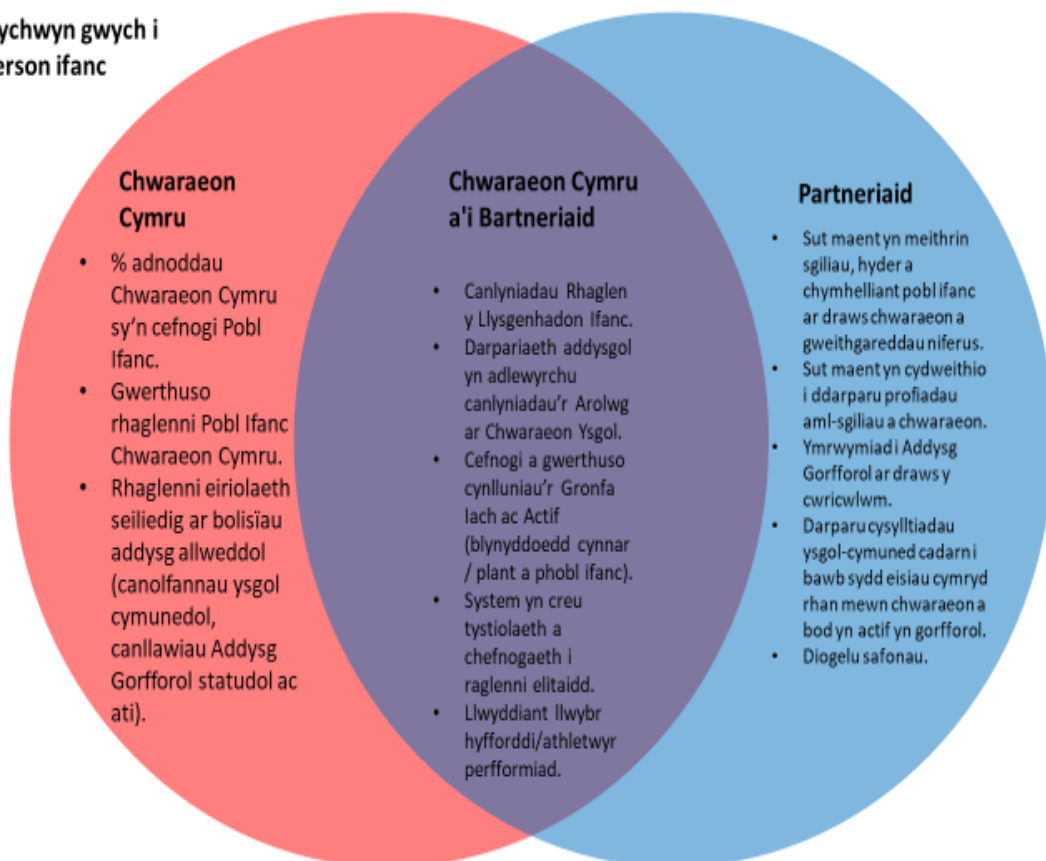 ychwyn gwych i
erson ifanc
Chwaraeon
Cymru
• % adnoddau
Chwaraeon Cymru
sy'n cefnogi Pobl
Ifanc.
• Gwerthuso
rhaglenni Pobl Ifanc
Chwaraeon Cymru.
• Rhaglenni eiriolaeth
seiliedig ar bolisïau
addysg allweddol
(canolfannau ysgol
cymunedol,
canllawiau Addysg
Gorfforol statudol ac
ati).
Chwaraeon Cymru
a'i Bartneriaid
• Canlyniadau Rhaglen
y Llysgenhadon Ifanc.
• Darpariaeth addysgol
yn adlewyrchu
canlyniadau'r Arolwg
ar Chwaraeon Ysgol.
• Cefnogi a gwerthuso
cynlluniau'r Gronfa
Iach ac Actif
(blynyddoedd cynnar
/ plant a phobl ifanc).
• System yn creu
tystiolaeth a
chefnogaeth i
raglenni elitaidd.
• Llwyddiant llwybr
hyfforddi/athletwyr
perfformiad.
Partneriaid
• Sut maent yn meithrin
sgiliau, hyder a
chymhelliant pobl ifanc
ar draws chwaraeon a
gweithgareddau niferus.
• Sut maent yn cydweithio
i ddarparu profiadau
aml-sgiliau a chwaraeon.
• Ymrwymiad i Addysg
Gorfforol ar draws y
cwricwlwm.
• Darparu cysylltiadau
ysgol-cymuned cadarn i
bawb sydd eisiau cymryd
rhan mewn chwaraeon a
bod yn actif yn gorfforol.
• Diogelu safonau.